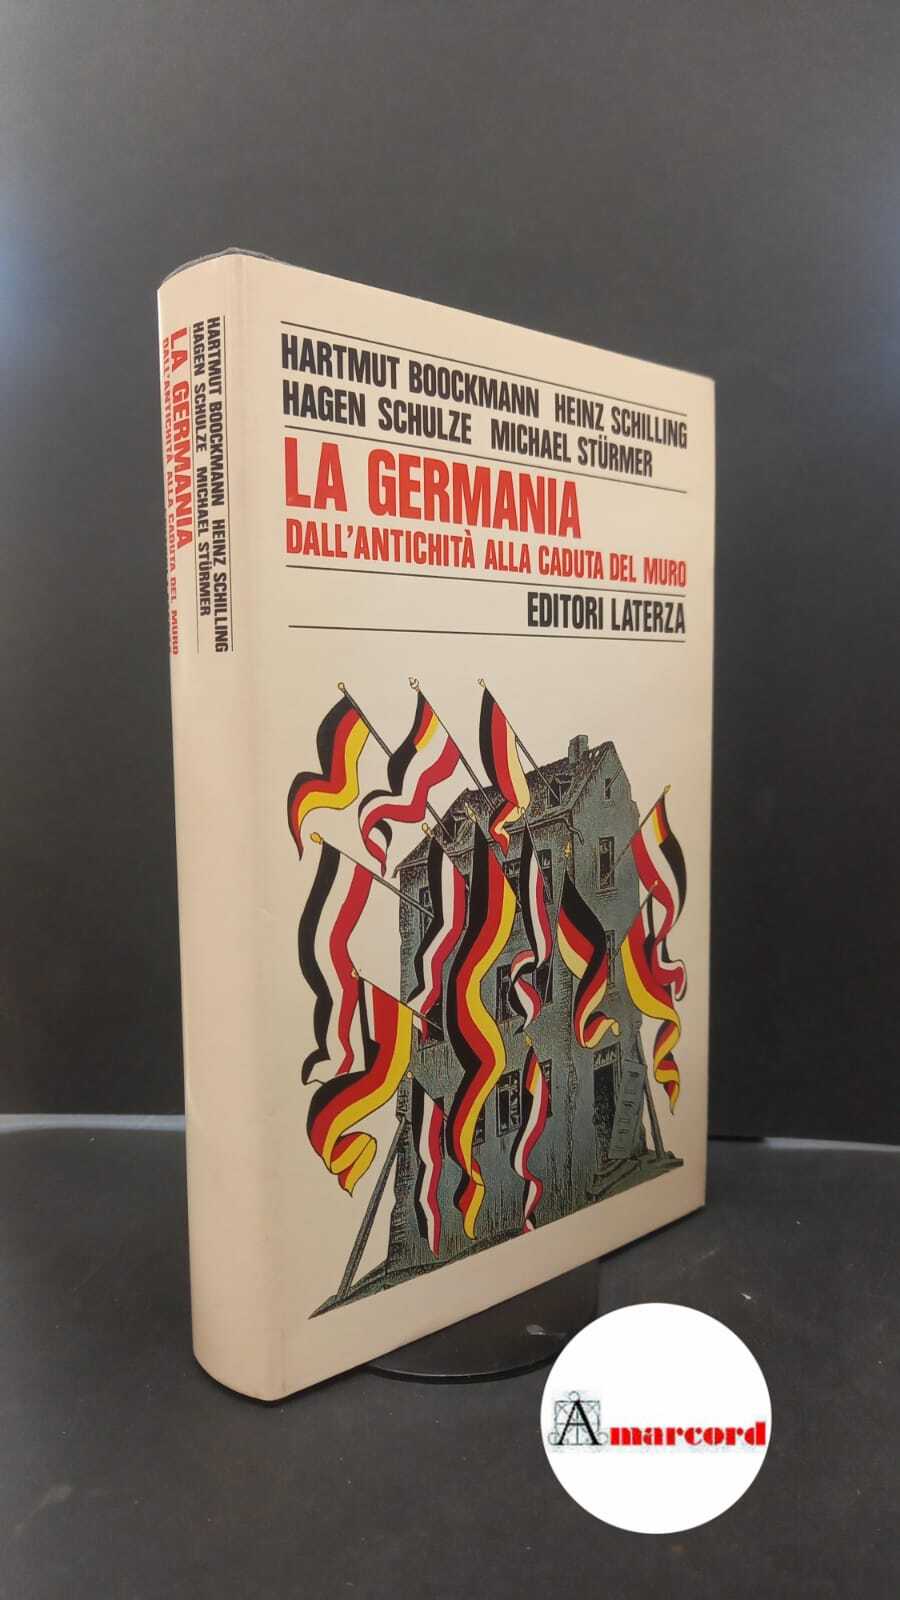 HARTMUT BOOCKMANN HEINZ SCHILLING
HAGEN SCHULZE MICHAEL STÜRMER
LA GERMANIA
DALL'ANTICHITÀ ALLA CADUTA DEL MURO
HARTMUT BOOCKMANN HEINZ SCHILLING
HAGEN SCHULZE MICHAEL STÜRMER
LA GERMANIA
DALL'ANTICHITÀ ALLA CADUTA DEL MURO
EDITORI LATERZA
Amarcord